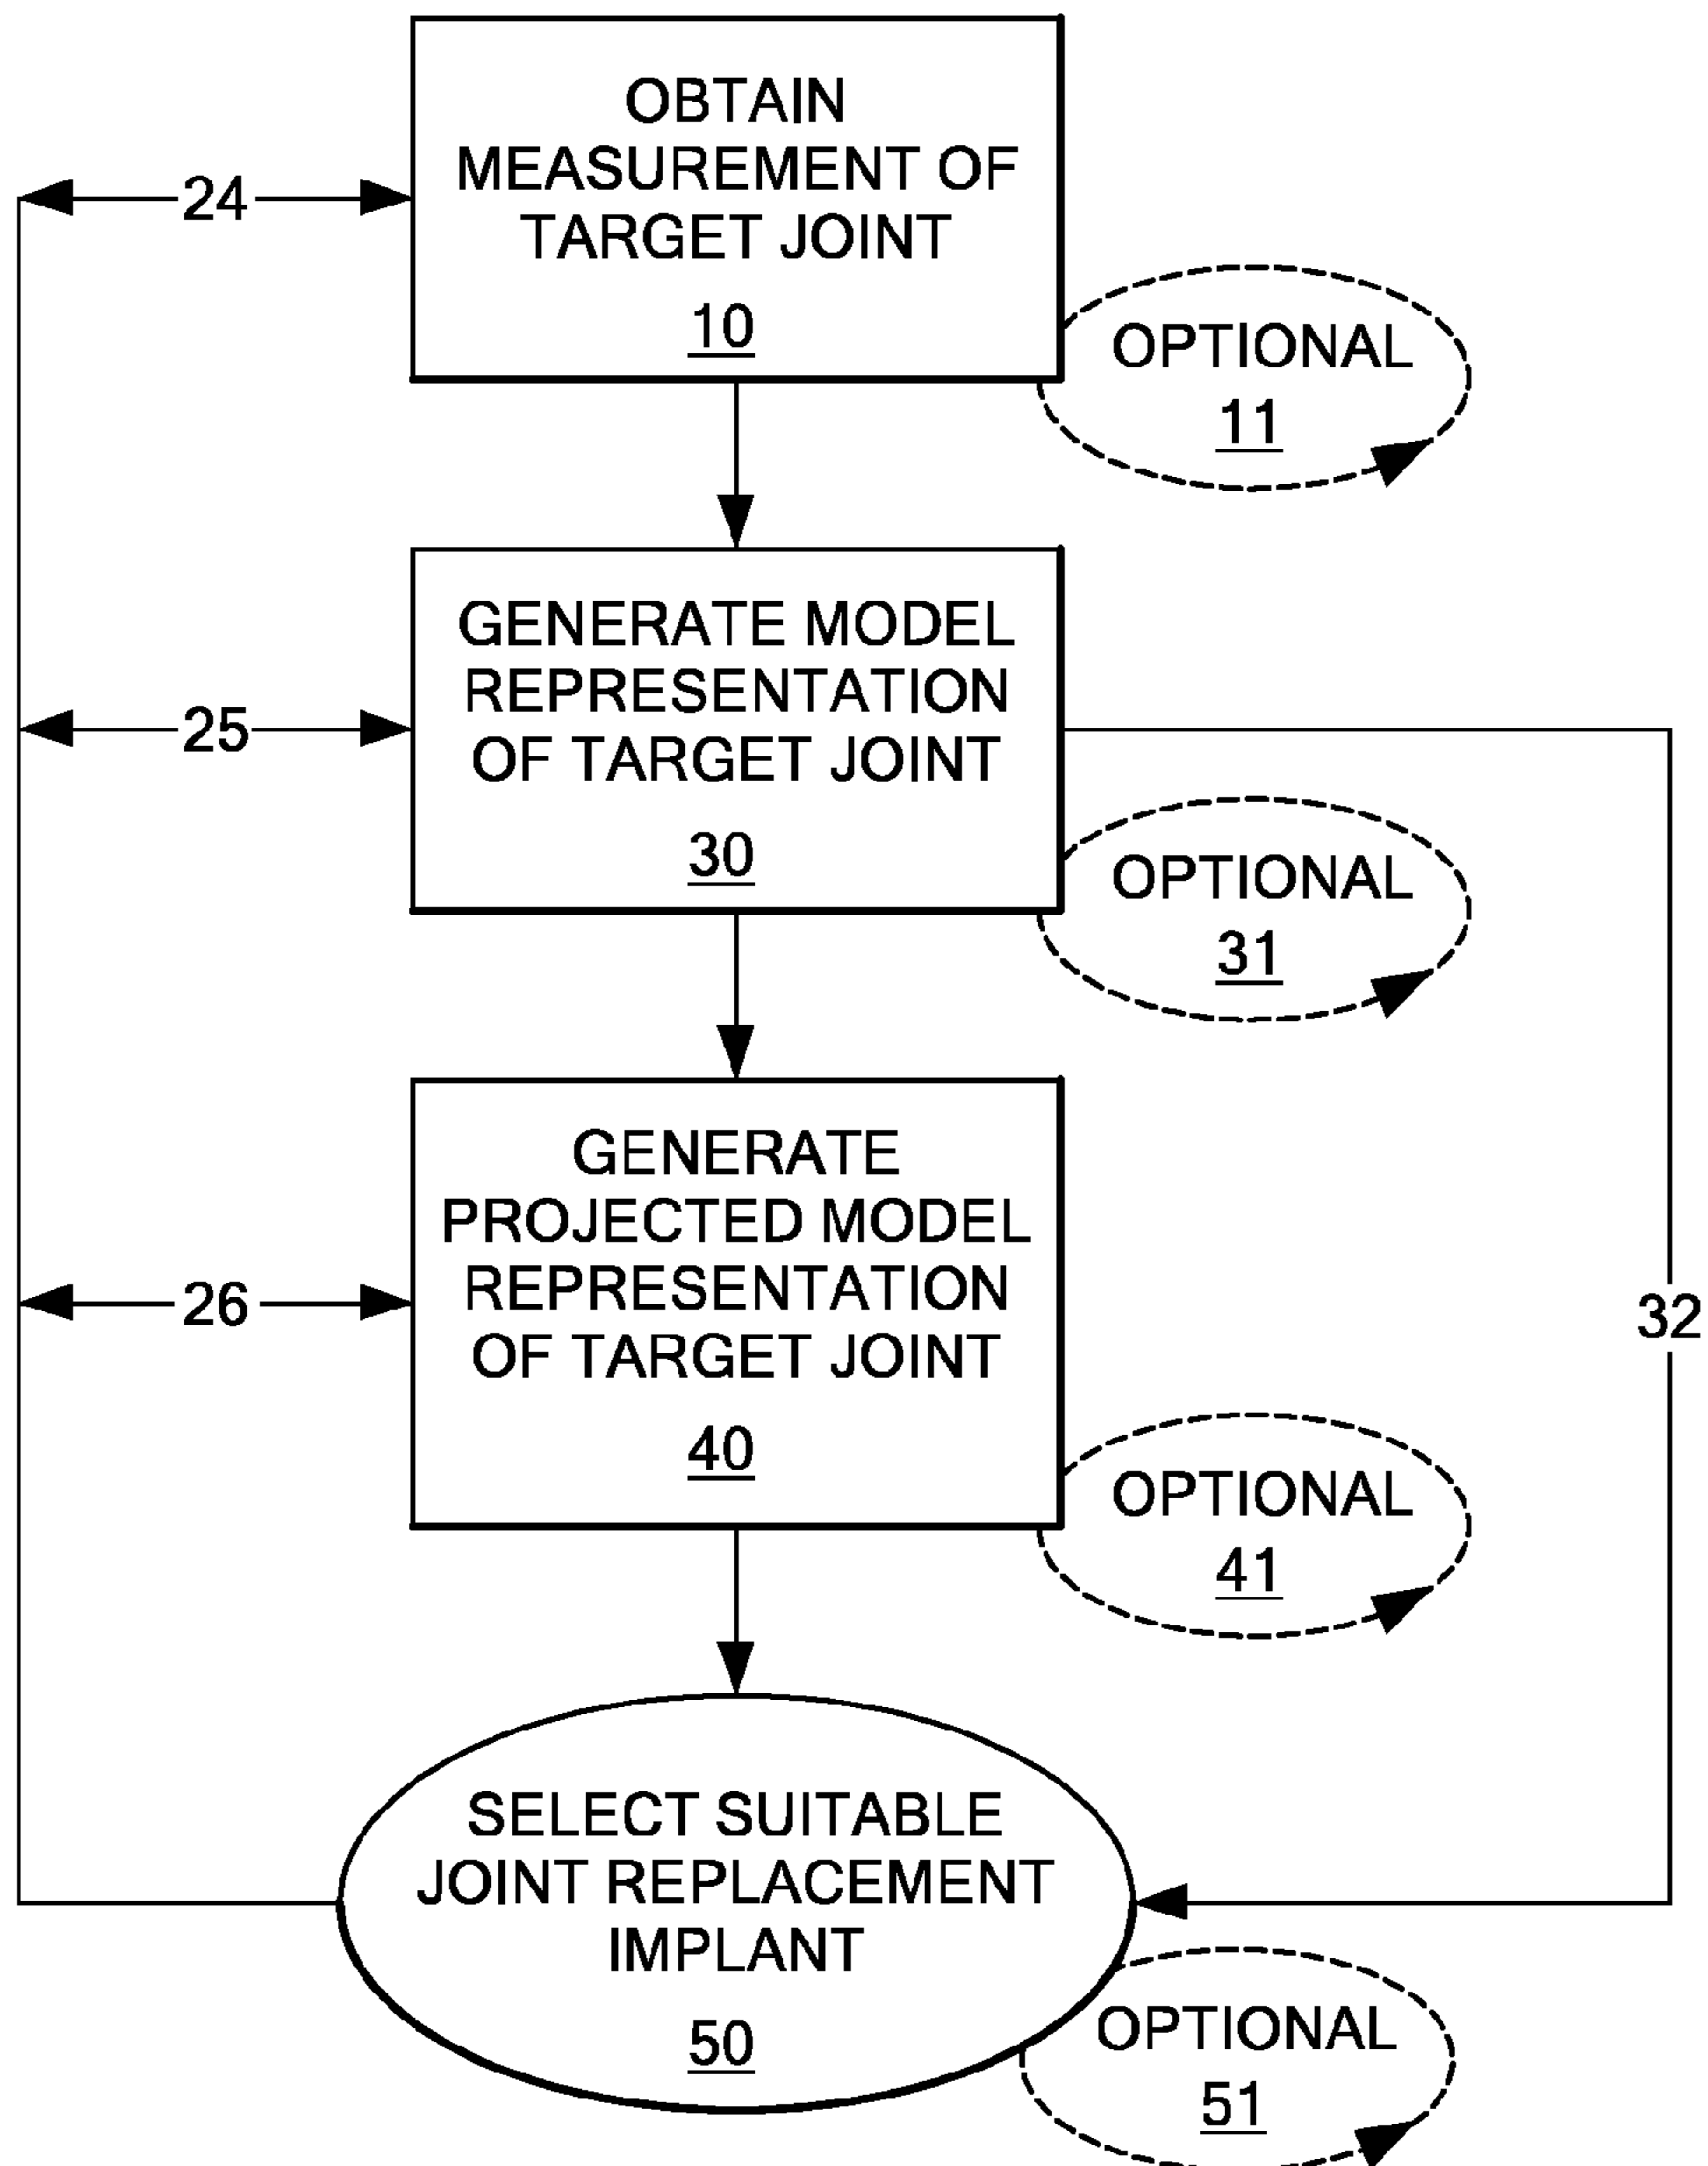 OBTAIN
MEASUREMENT OF
TARGET JOINT
10
24
OPTIONAL
11
GENERATE MODEL
REPRESENTATION
OF TARGET JOINT
30
25
OPTIONAL
31
GENERATE
PROJECTED MODEL
REPRESENTATION
OF TARGET JOINT
40
26
32
OPTIONAL
41
SELECT SUITABLE
JOINT REPLACEMENT
IMPLANT
50
OPTIONAL
51